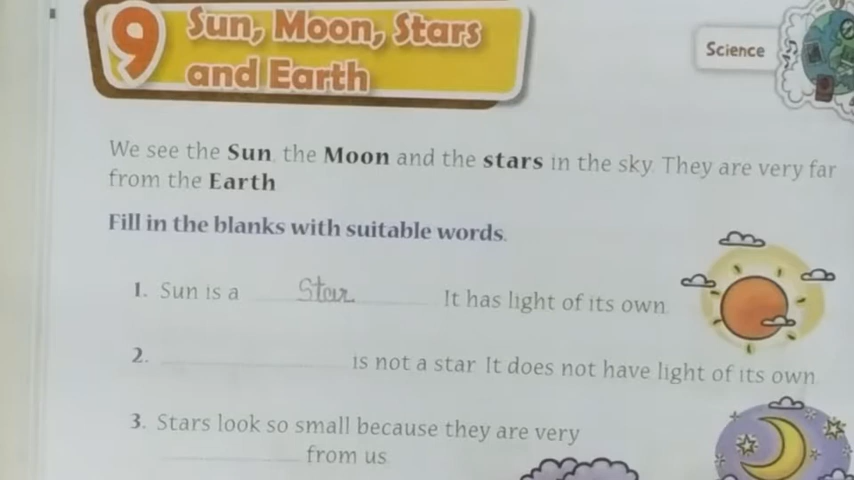 9
Sun, Moon, Stars
and Earth
Science
We see the Sun, the Moon and the stars in the sky. They are very far
from the Earth.
Fill in the blanks with suitable words.
1. Sun is a Star It has light of its own.
2. is not a star. It does not have light of its own.
3. Stars look so small because they are very
from us.